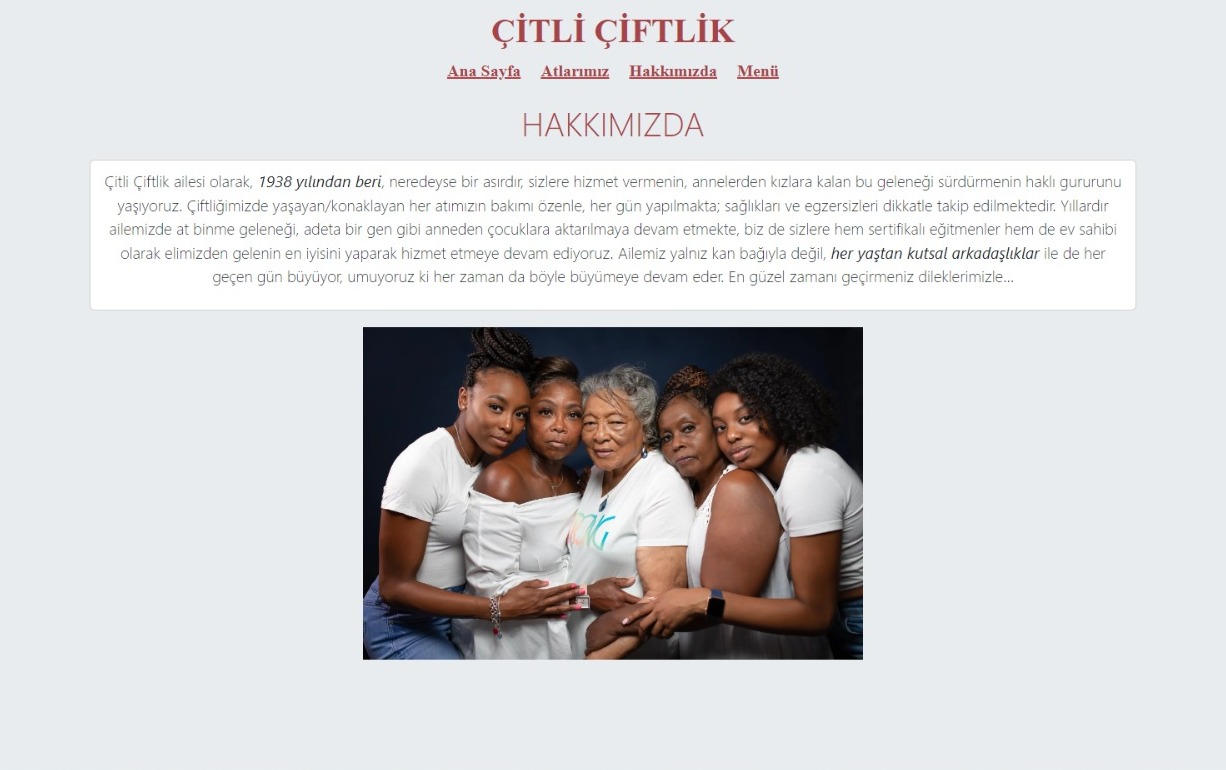 ÇİTLİ ÇİFTLİK
Ana Sayfa Atlarımız Hakkımızda Menü
HAKKIMIZDA
Çitli Çiftlik ailesi olarak, 1938 yılından beri, neredeyse bir asırdır, sizlere hizmet vermenin, annelerden kızlara kalan bu geleneği sürdürmenin haklı gururunu
yaşıyoruz. Çiftliğimizde yaşayan/konaklayan her atımızın bakımı özenle, her gün yapılmakta; sağlıkları ve egzersizleri dikkatle takip edilmektedir. Yıllardır
ailemizde at binme geleneği, adeta bir gen gibi anneden çocuklara aktarılmaya devam etmekte, biz de sizlere hem sertifikalı eğitmenler hem de ev sahibi
olarak elimizden gelenin en iyisini yaparak hizmet etmeye devam ediyoruz. Ailemiz yalnız kan bağıyla değil, her yaştan kutsal arkadaşlıklar ile de her
geçen gün büyüyor, umuyoruz ki her zaman da böyle büyümeye devam eder. En güzel zamanı geçirmeniz dileklerimizle...